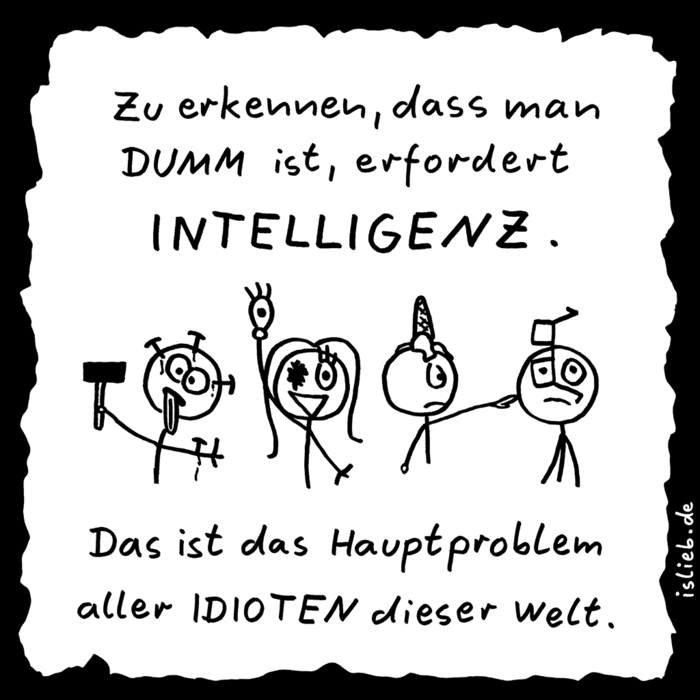 Zu erkennen, dass man
DUMM ist, erfordert
INTELLIGENZ.
Das ist das Hauptproblem
aller IDIOTEN dieser Welt.
islieb.de